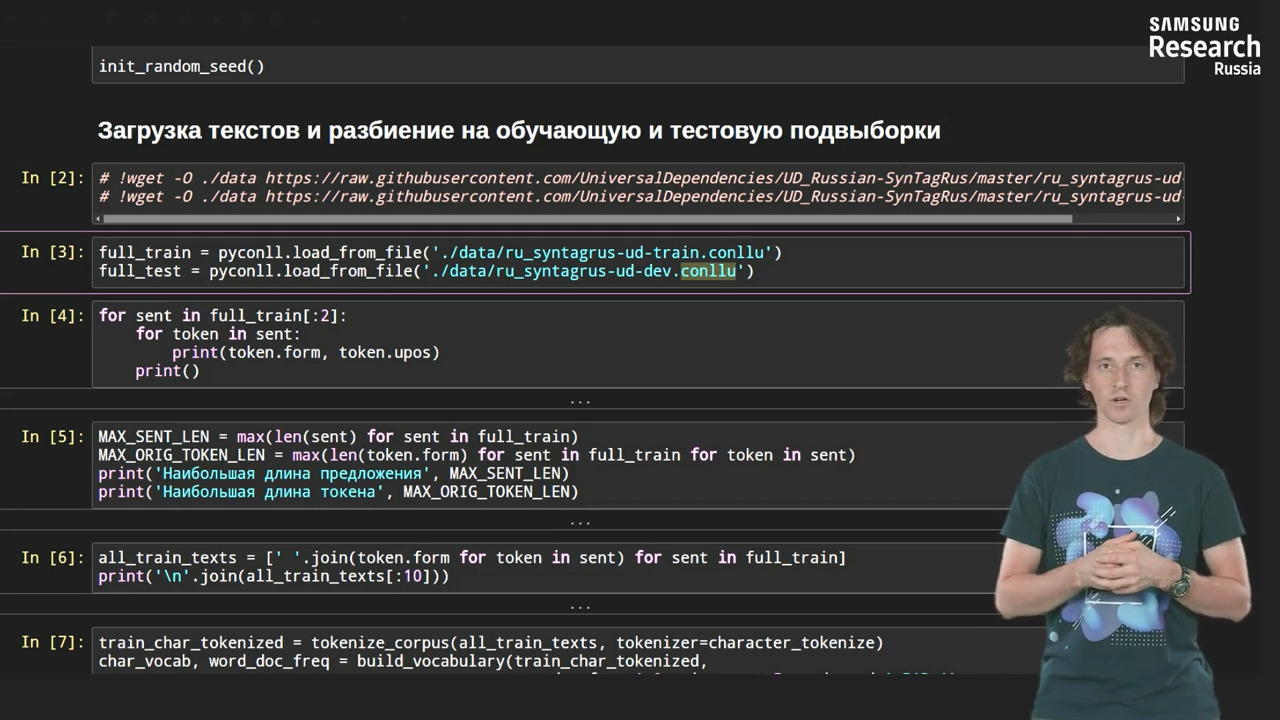 SAMSUNG
Research
Russia
init_random_seed()
Загрузка текстов и разбиение на обучающую и тестовую подвыборки
In [2]:
# !wget -O ./data https://raw.githubusercontent.com/UniversalDependencies/UD_Russian-SynTagRus/master/ru_syntagrus-ud-
# !wget -O ./data https://raw.githubusercontent.com/UniversalDependencies/UD_Russian-SynTagRus/master/ru_syntagrus-ud-
In [3]:
full_train = pyconll.load_from_file('./data/ru_syntagrus-ud-train.conllu')
full_test = pyconll.load_from_file('./data/ru_syntagrus-ud-dev.conllu')
In [4]:
for sent in full_train[:2]:
    for token in sent:
        print(token.form, token.upos)
    print()
...
In [5]:
MAX_SENT_LEN = max(len(sent) for sent in full_train)
MAX_ORIG_TOKEN_LEN = max(len(token.form) for sent in full_train for token in sent)
print('Наибольшая длина предложения', MAX_SENT_LEN)
print('Наибольшая длина токена', MAX_ORIG_TOKEN_LEN)
...
In [6]:
all_train_texts = [' '.join(token.form for token in sent) for sent in full_train]
print('\n'.join(all_train_texts[:10]))
...
In [7]:
train_char_tokenized = tokenize_corpus(all_train_texts, tokenizer=character_tokenize)
char_vocab, word_doc_freq = build_vocabulary(train_char_tokenized,